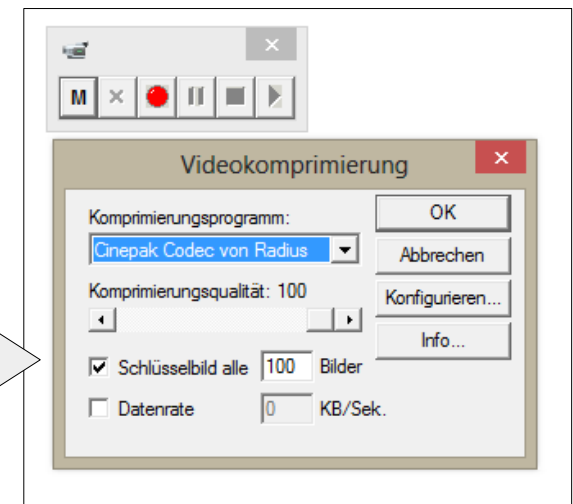 M
Videokomprimierung
Komprimierungsprogramm:
Cinepak Codec von Radius
Komprimierungsqualität: 100
Schlüsselbild alle 100 Bilder
Datenrate 0 KB/Sek.
OK
Abbrechen
Konfigurieren...
Info...